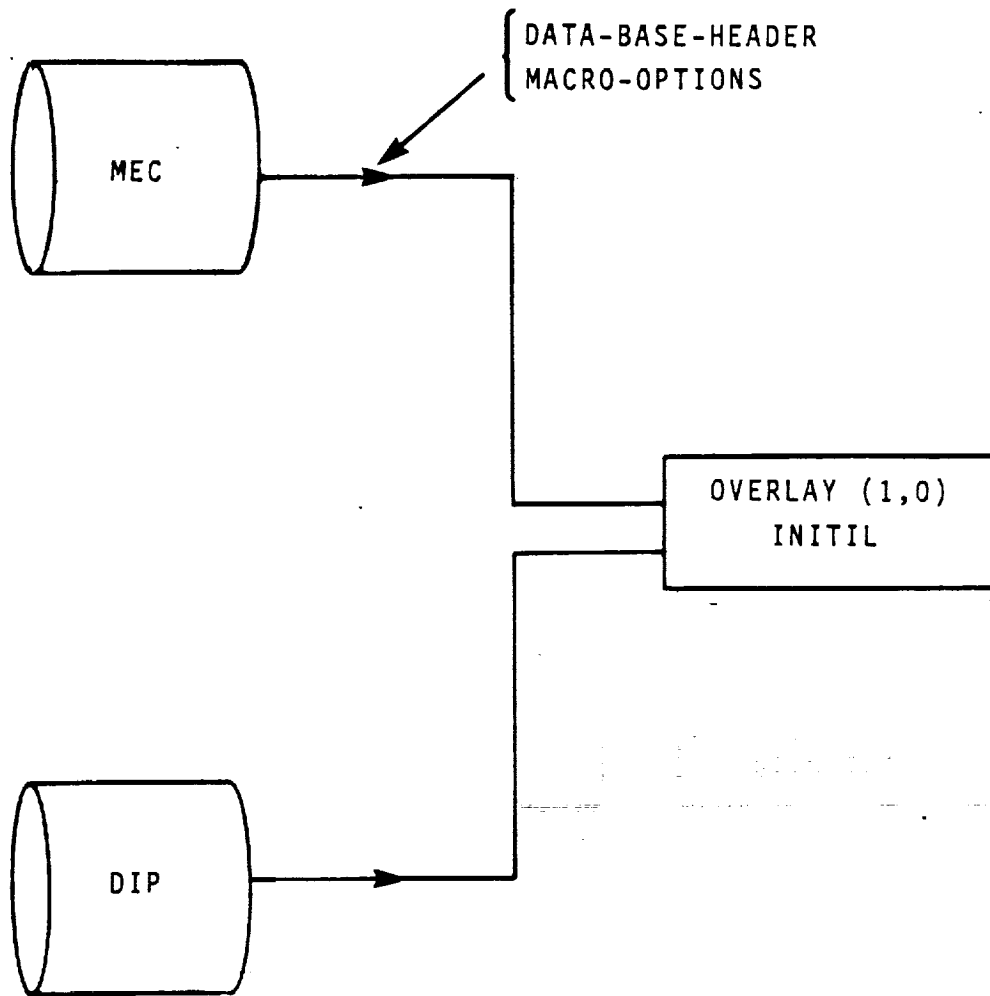 DATA-BASE-HEADER
MACRO-OPTIONS
MEC
OVERLAY (1,0)
INITIL
DIP